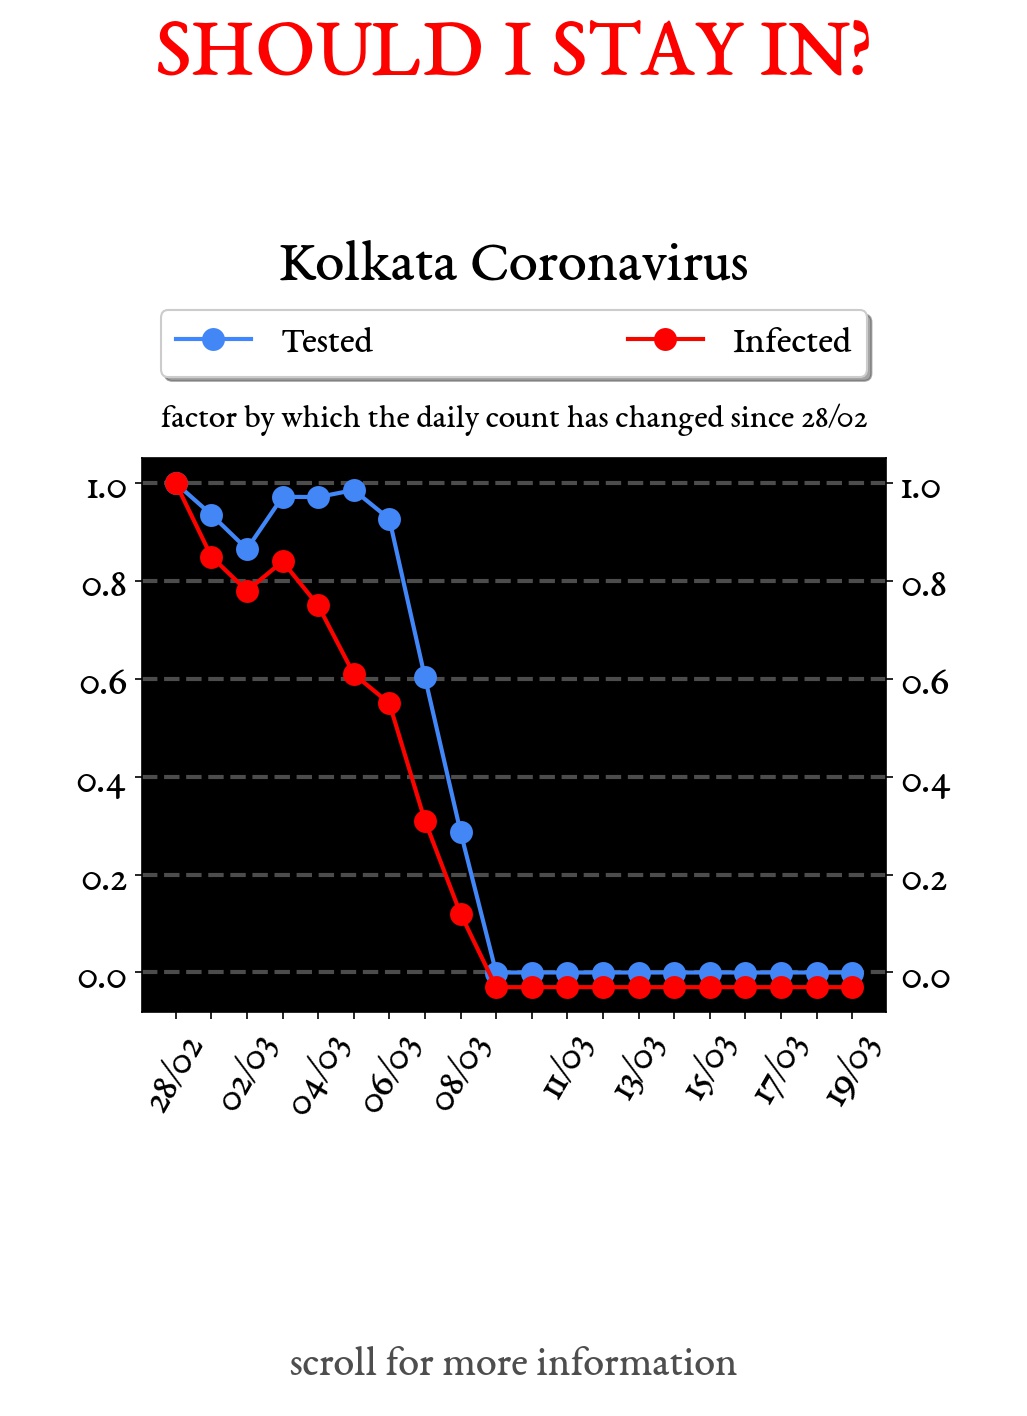 SHOULD I STAY IN?
Kolkata Coronavirus
Tested Infected
factor by which the daily count has changed since 28/02
1.0 1.0
0.8 0.8
0.6 0.6
0.4 0.4
0.2 0.2
0.0 0.0
28/02 02/03 04/03 06/03 08/03 11/03 13/03 15/03 17/03 19/03
scroll for more information